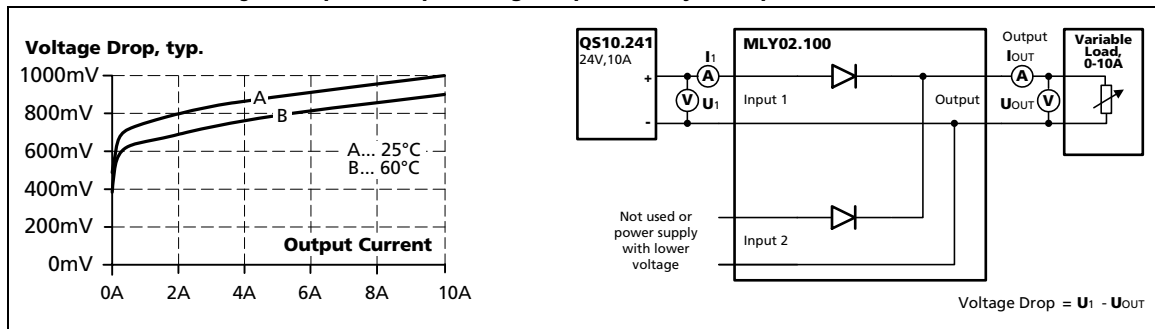 Voltage Drop, typ.
1000mV
800mV
600mV
400mV
200mV
0mV
A
B
A... 25°C
B... 60°C
Output Current
0A 2A 4A 6A 8A 10A
QS10.241
24V,10A
+
-
I1
A
V
U1
MLY02.100
Input 1
Output
Input 2
Not used or
power supply
with lower
voltage
Output
IOUT
A
UOUT
V
Variable
Load,
0-10A
Voltage Drop = U1 - UOUT